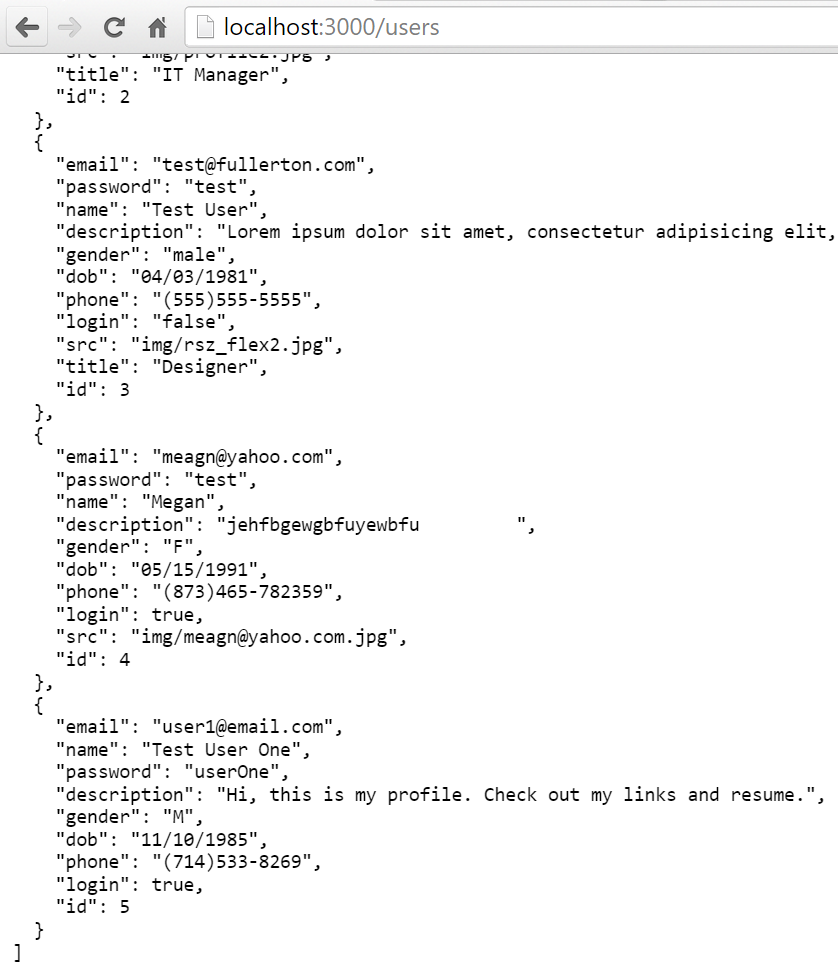 localhost:3000/users
"src": "img/profile2.jpg",
"title": "IT Manager",
"id": 2
},
{
"email": "test@fullerton.com",
"password": "test",
"name": "Test User",
"description": "Lorem ipsum dolor sit amet, consectetur adipisicing elit,
"gender": "male",
"dob": "04/03/1981",
"phone": "(555)555-5555",
"login": "false",
"src": "img/rsz_flex2.jpg",
"title": "Designer",
"id": 3
},
{
"email": "meagn@yahoo.com",
"password": "test",
"name": "Megan",
"description": "jehfbgewgbfuyewbfu          ",
"gender": "F",
"dob": "05/15/1991",
"phone": "(873)465-782359",
"login": true,
"src": "img/meagn@yahoo.com.jpg",
"id": 4
},
{
"email": "user1@email.com",
"name": "Test User One",
"password": "userOne",
"description": "Hi, this is my profile. Check out my links and resume.",
"gender": "M",
"dob": "11/10/1985",
"phone": "(714)533-8269",
"login": true,
"id": 5
}
]